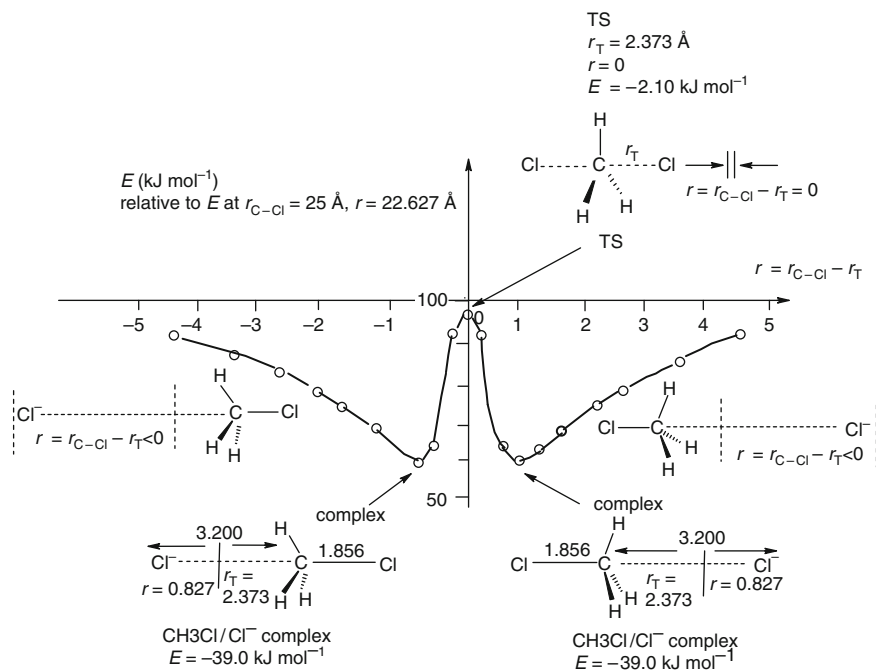 TS
r_T = 2.373 Å
r = 0
E = −2.10 kJ mol⁻¹
H
Cl C r_T Cl
H H
r = r_C–Cl − r_T = 0
E (kJ mol⁻¹)
relative to E at r_C–Cl = 25 Å, r = 22.627 Å
TS
r = r_C–Cl − r_T
100
−5 −4 −3 −2 −1 0 1 2 3 4 5
H
Cl⁻ C Cl
H H
r = r_C–Cl − r_T<0
H
Cl C H Cl⁻
H
r = r_C–Cl − r_T<0
50
complex
complex
3.200
H
1.856
Cl⁻ C Cl
r = 0.827
r_T =
2.373
H H
CH3Cl/Cl⁻ complex
E = −39.0 kJ mol⁻¹
H
1.856
3.200
Cl C Cl⁻
H H
r_T =
2.373
r = 0.827
CH3Cl/Cl⁻ complex
E = −39.0 kJ mol⁻¹